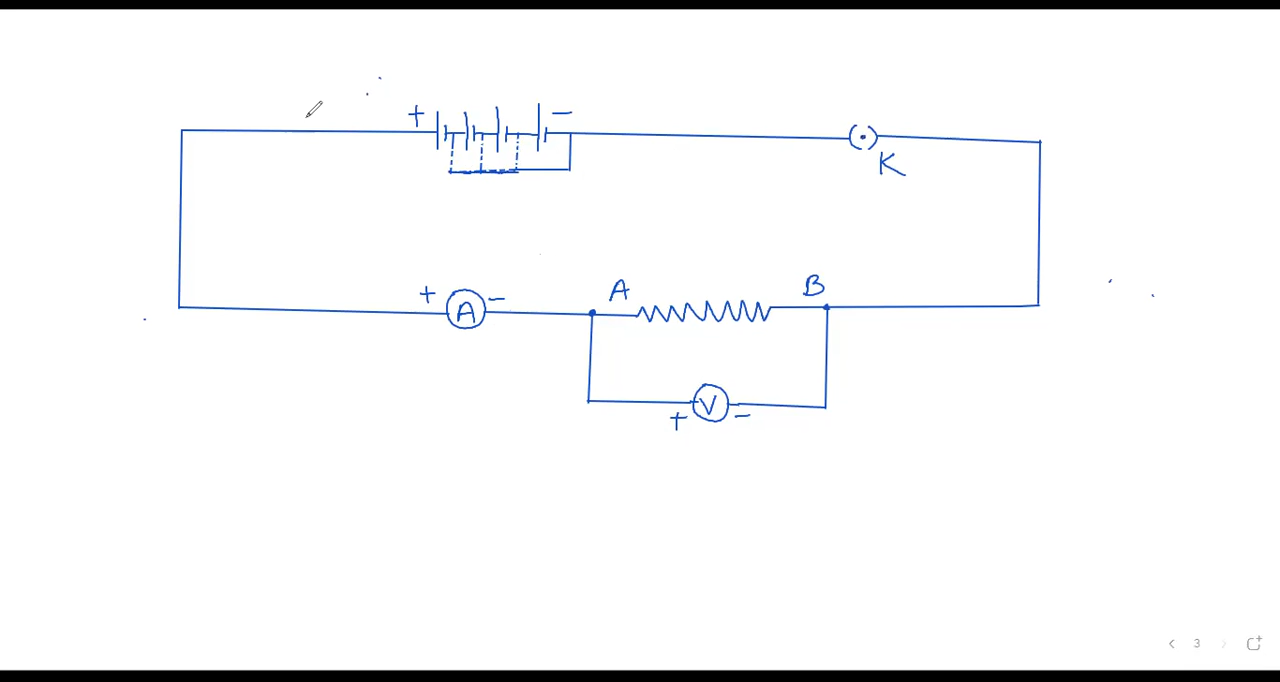 + −
K
A B
+ A −
+ V −
3